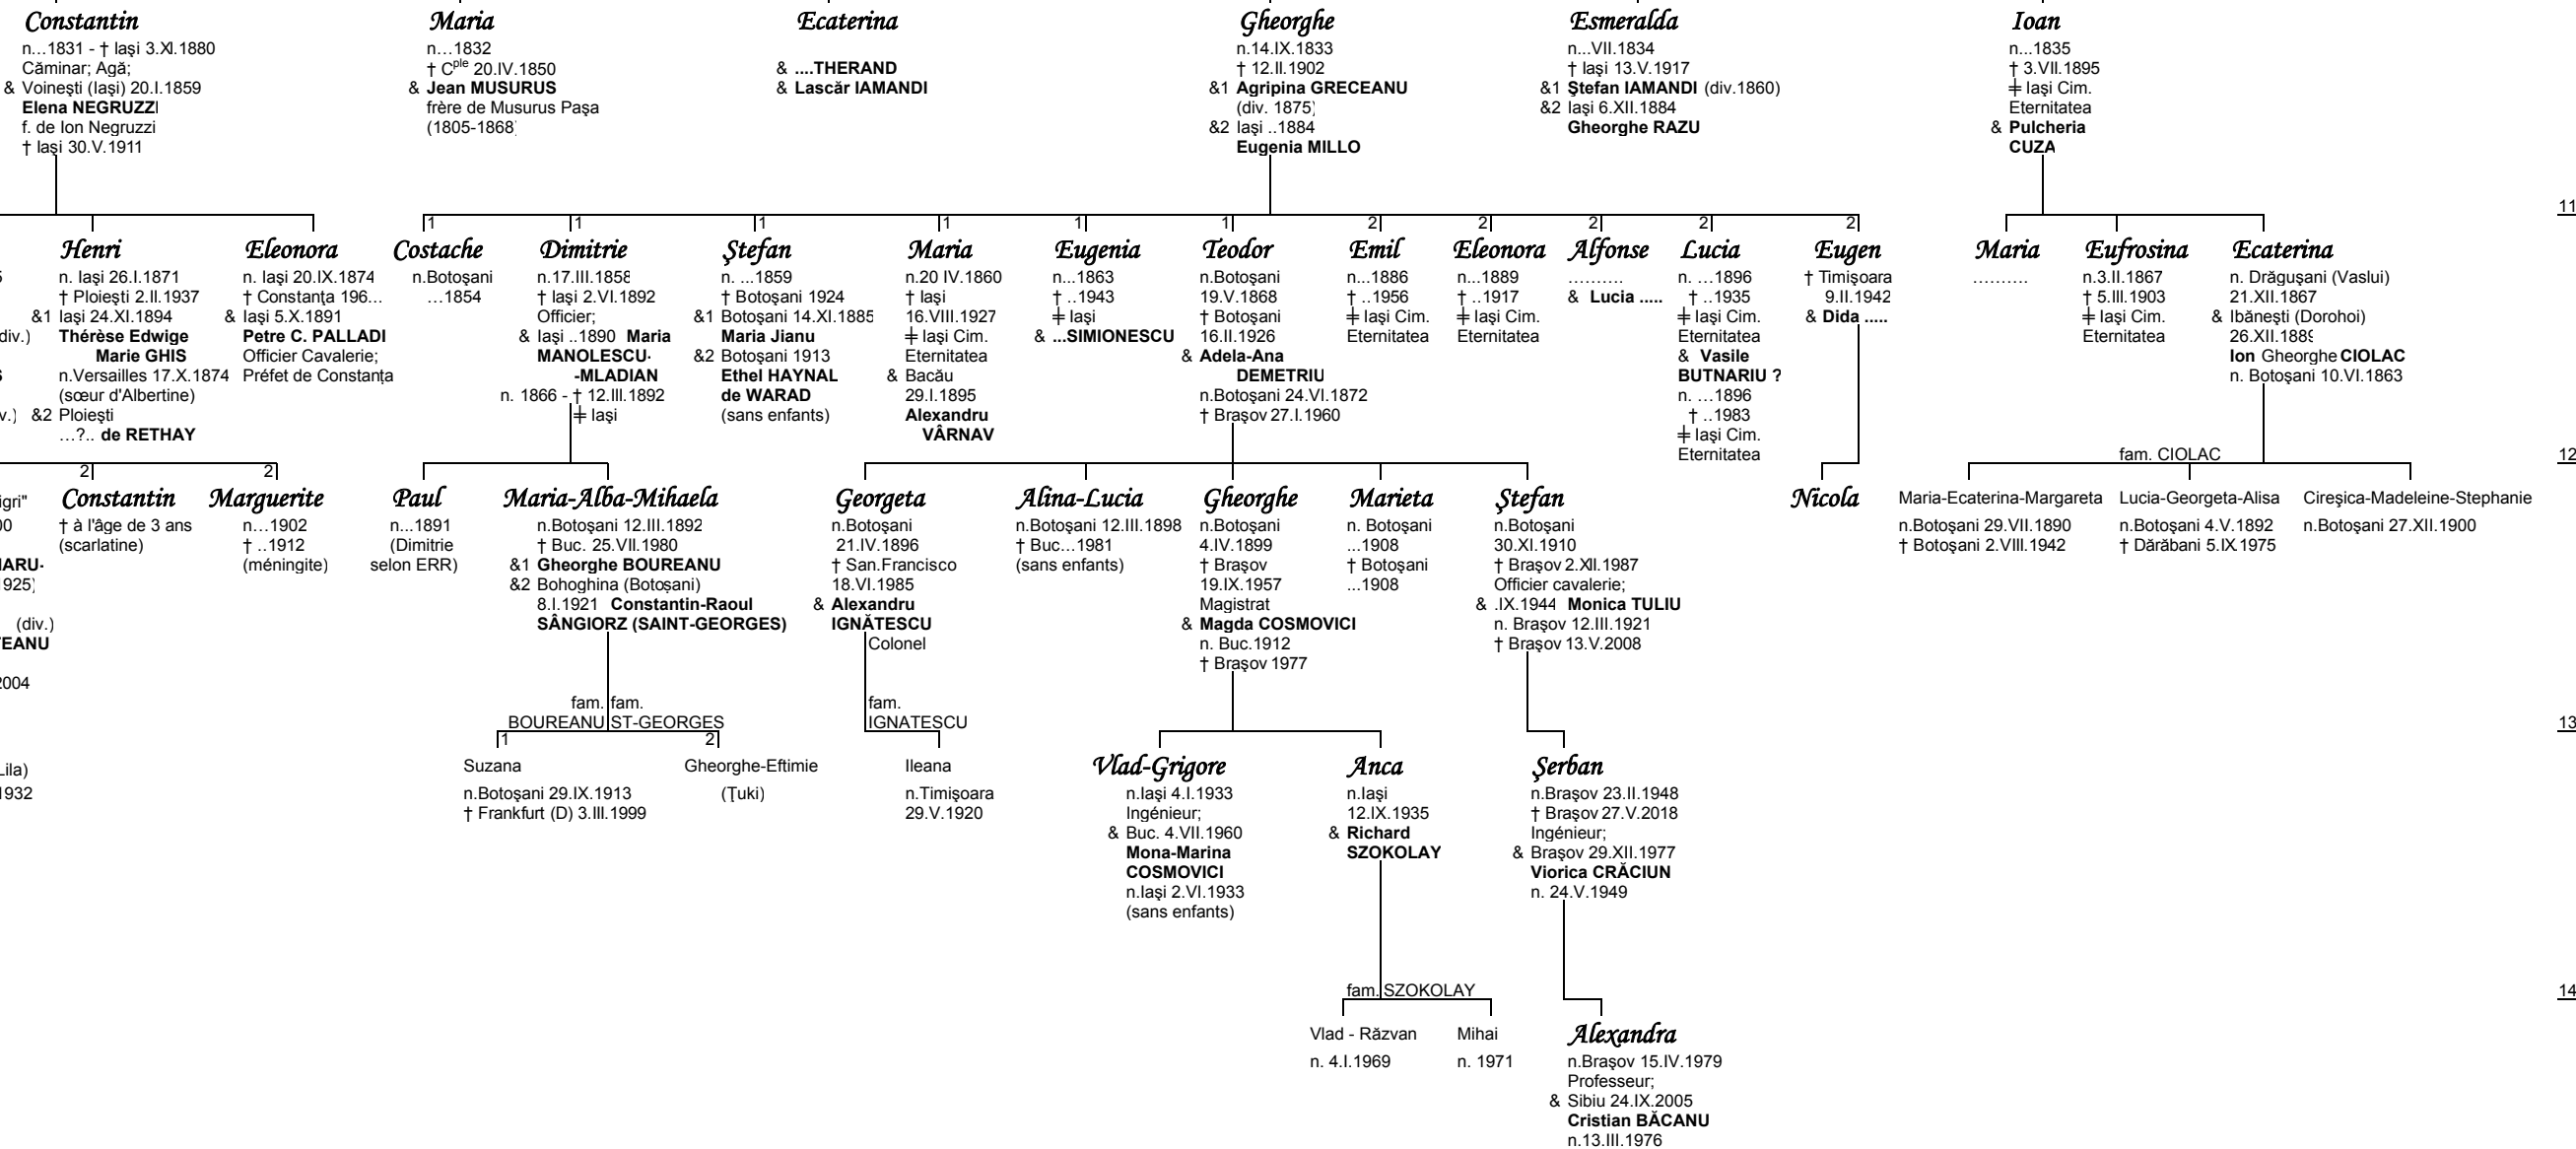 Constantin
n...1831 - † Iaşi 3.XI.1880
Căminar; Agă;
& Voineşti (Iaşi) 20.I.1859
Elena NEGRUZZI
f. de Ion Negruzzi
† Iaşi 30.V.1911
Maria
n...1832
† Cple 20.IV.1850
& Jean MUSURUS
frère de Musurus Paşa
(1805-1868)
Ecaterina
& ....THERAND
& Lascăr IAMANDI
Gheorghe
n.14.IX.1833
† 12.II.1902
&1 Agripina GRECEANU
(div. 1875)
&2 Iaşi ..1884
Eugenia MILLO
Esmeralda
n...VII.1834
† Iaşi 13.V.1917
&1 Ştefan IAMANDI (div.1860)
&2 Iaşi 6.XII.1884
Gheorghe RAZU
Ioan
n...1835
† 3.VII.1895
╪ Iaşi Cim.
Eternitatea
& Pulcheria
CUZA
11
div.)
v.)
Henri
n. Iaşi 26.I.1871
† Ploieşti 2.II.1937
&1 Iaşi 24.XI.1894
Thérèse Edwige
Marie GHIS
n.Versailles 17.X.1874
(sœur d'Albertine)
&2 Ploieşti
...?.. de RETHAY
Eleonora
n. Iaşi 20.IX.1874
† Constanţa 196...
& Iaşi 5.X.1891
Petre C. PALLADI
Officier Cavalerie;
Préfet de Constanţa
1
Costache
n.Botoşani
...1854
1
Dimitrie
n.17.III.1858
† Iaşi 2.VI.1892
Officier;
& Iaşi ..1890 Maria
MANOLESCU-
-MLADIAN
n. 1866 - † 12.III.1892
╪ Iaşi
1
Ştefan
n. ...1859
† Botoşani 1924
&1 Botoşani 14.XI.1885
Maria Jianu
&2 Botoşani 1913
Ethel HAYNAL
de WARAD
(sans enfants)
1
Maria
n.20 IV.1860
† Iaşi
16.VIII.1927
╪ Iaşi Cim.
Eternitatea
& Bacău
29.I.1895
Alexandru
VÂRNAV
1
Eugenia
n...1863
† ..1943
╪ Iaşi
& ...SIMIONESCU
1
Teodor
n.Botoşani
19.V.1868
† Botoşani
16.II.1926
& Adela-Ana
DEMETRIU
n.Botoşani 24.VI.1872
† Braşov 27.I.1960
2
Emil
n...1886
† ..1956
╪ Iaşi Cim.
Eternitatea
2
Eleonora
n...1889
† ..1917
╪ Iaşi Cim.
Eternitatea
2
Alfonse
..........
& Lucia .....
2
Lucia
n. ...1896
† ..1935
╪ Iaşi Cim.
Eternitatea
& Vasile
BUTNARIU ?
n. ...1896
† ..1983
╪ Iaşi Cim.
Eternitatea
2
Eugen
† Timişoara
9.II.1942
& Dida .....
Maria
..........
Eufrosina
n.3.II.1867
† 5.III.1903
╪ Iaşi Cim.
Eternitatea
Ecaterina
n. Drăguşani (Vaslui)
21.XII.1867
& Ibăneşti (Dorohoi)
26.XII.1889
Ion Gheorghe CIOLAC
n. Botoşani 10.VI.1863
fam. CIOLAC
12
igri"
1925)
(div.)
2004
1932
2
Constantin
† à l'âge de 3 ans
(scarlatine)
2
Marguerite
n...1902
† ..1912
(méningite)
Paul
n...1891
(Dimitrie
selon ERR)
Maria-Alba-Mihaela
n.Botoşani 12.III.1892
† Buc. 25.VII.1980
&1 Gheorghe BOUREANU
&2 Bohoghina (Botoşani)
8.I.1921 Constantin-Raoul
SÂNGIORZ (SAINT-GEORGES)
Georgeta
n.Botoşani
21.IV.1896
† San.Francisco
18.VI.1985
& Alexandru
IGNĂTESCU
Colonel
Alina-Lucia
n.Botoşani 12.III.1898
† Buc...1981
(sans enfants)
Gheorghe
n.Botoşani
4.IV.1899
† Braşov
19.IX.1957
Magistrat
& Magda COSMOVICI
n. Buc.1912
† Braşov 1977
Marieta
n. Botoşani
...1908
† Botoşani
...1908
Ştefan
n.Botoşani
30.XI.1910
† Braşov 2.XII.1987
Officier cavalerie;
& .IX.1944 Monica TULIU
n. Braşov 12.III.1921
† Braşov 13.V.2008
Nicola
Maria-Ecaterina-Margareta
n.Botoşani 29.VII.1890
† Botoşani 2.VIII.1942
Lucia-Georgeta-Alisa
n.Botoşani 4.V.1892
† Dărăbani 5.IX.1975
Cireşica-Madeleine-Stephanie
n.Botoşani 27.XII.1900
fam. fam.
BOUREANU ST-GEORGES
fam.
IGNATESCU
13
1
Suzana
n.Botoşani 29.IX.1913
† Frankfurt (D) 3.III.1999
2
Gheorghe-Eftimie
(Ţuki)
Ileana
n.Timişoara
29.V.1920
Vlad-Grigore
n.Iaşi 4.I.1933
Ingénieur;
& Buc. 4.VII.1960
Mona-Marina
COSMOVICI
n.Iaşi 2.VI.1933
(sans enfants)
Anca
n.Iaşi
12.IX.1935
& Richard
SZOKOLAY
Şerban
n.Braşov 23.II.1948
† Braşov 27.V.2018
Ingénieur;
& Braşov 29.XII.1977
Viorica CRĂCIUN
n. 24.V.1949
fam. SZOKOLAY
14
Vlad - Răzvan
n. 4.I.1969
Mihai
n. 1971
Alexandra
n.Braşov 15.IV.1979
Professeur;
& Sibiu 24.IX.2005
Cristian BĂCANU
n.13.III.1976